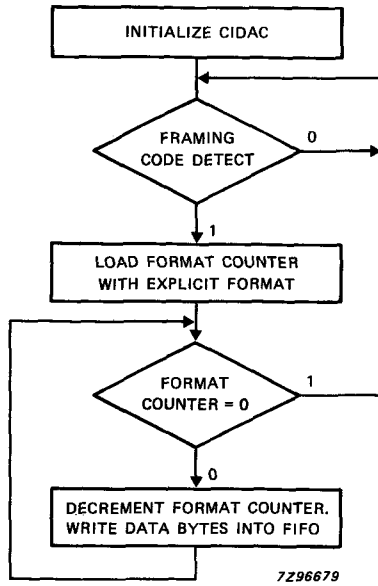 INITIALIZE CIDAC
FRAMING
CODE DETECT
0
1
LOAD FORMAT COUNTER
WITH EXPLICIT FORMAT
FORMAT
COUNTER = 0
1
0
DECREMENT FORMAT COUNTER.
WRITE DATA BYTES INTO FIFO
7Z96679